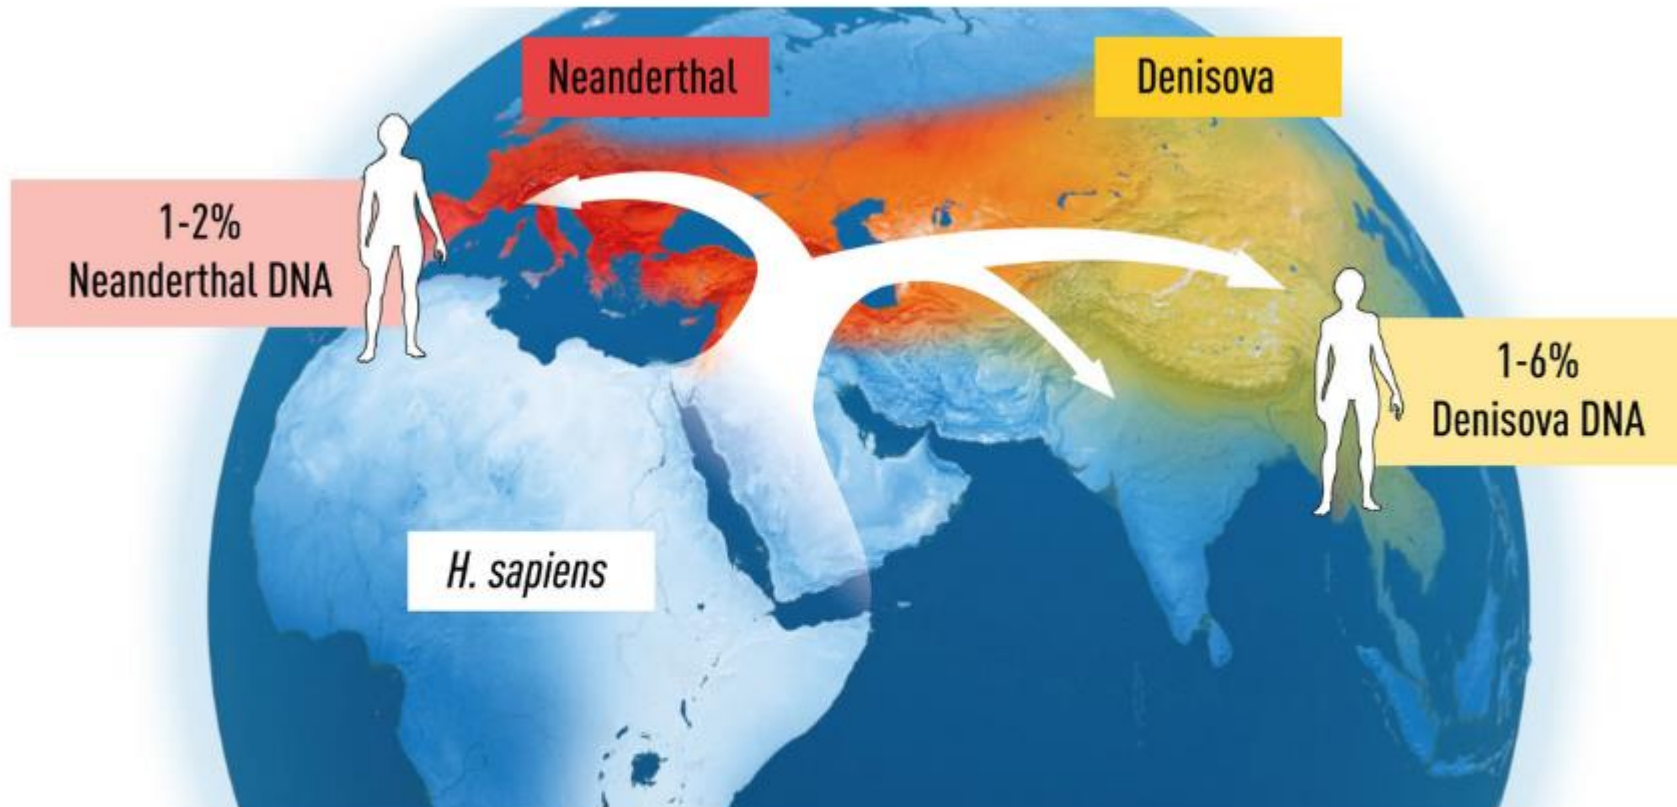 Neanderthal
Denisova
1-2%
Neanderthal DNA
1-6%
Denisova DNA
H. sapiens